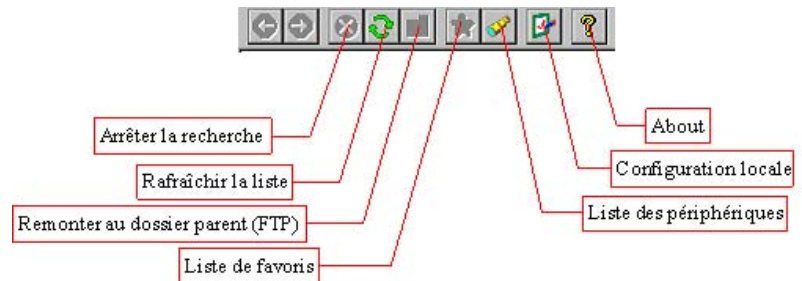 Arrêter la recherche
About
Rafraîchir la liste
Configuration locale
Remonter au dossier parent (FTP)
Liste des périphériques
Liste de favoris